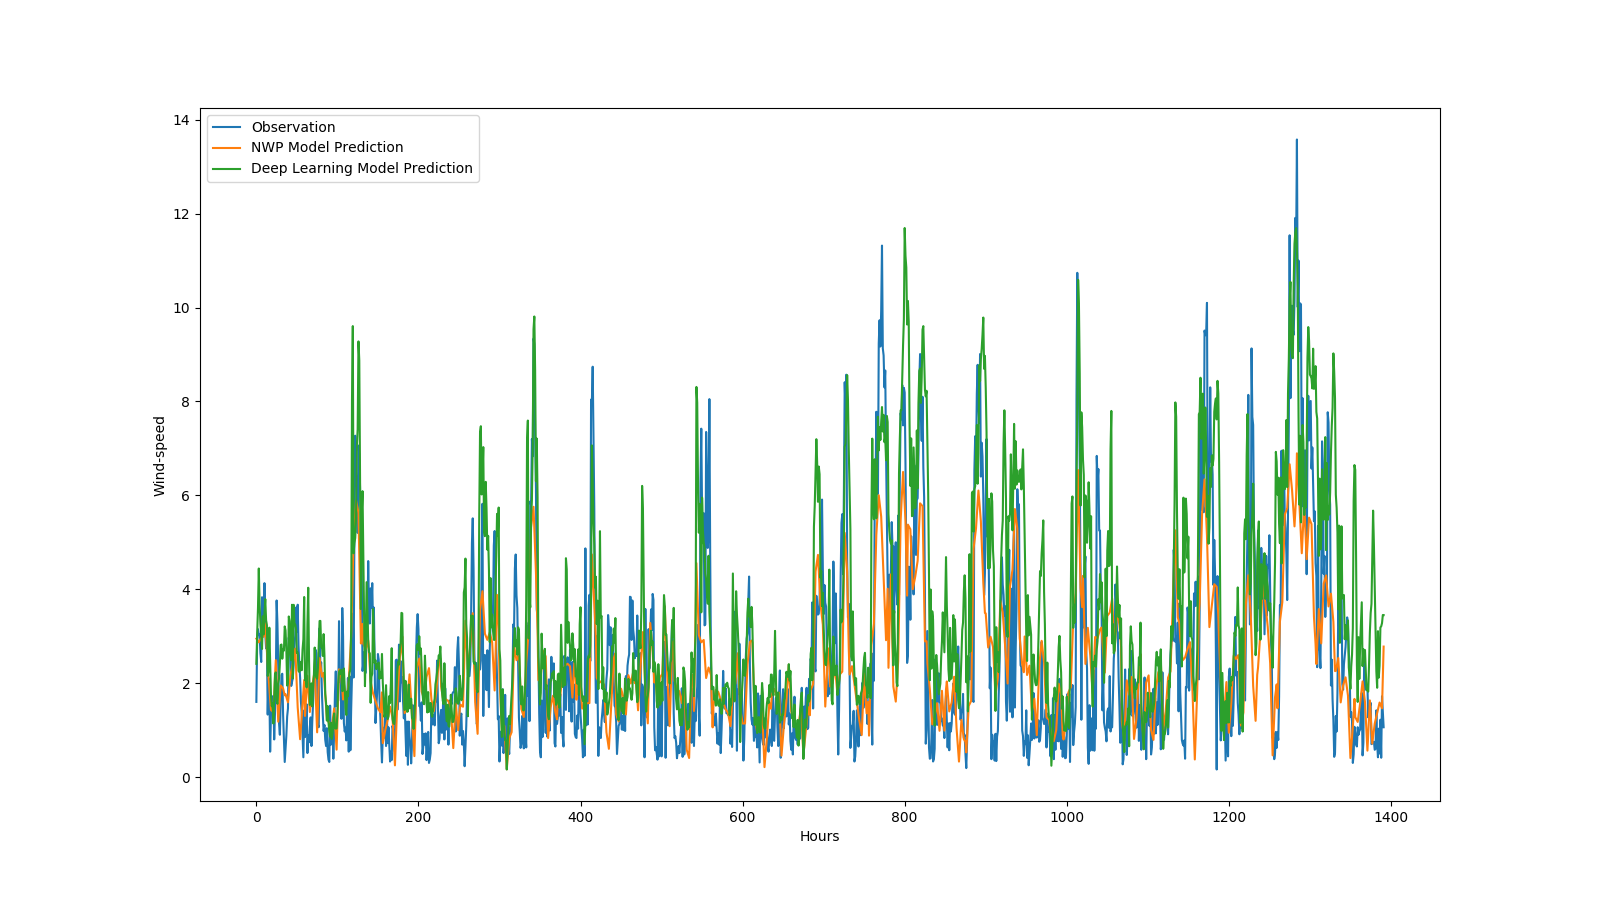 Observation
NWP Model Prediction
Deep Learning Model Prediction
14
12
10
8
6
4
2
0
Wind-speed
0 200 400 600 800 1000 1200 1400
Hours